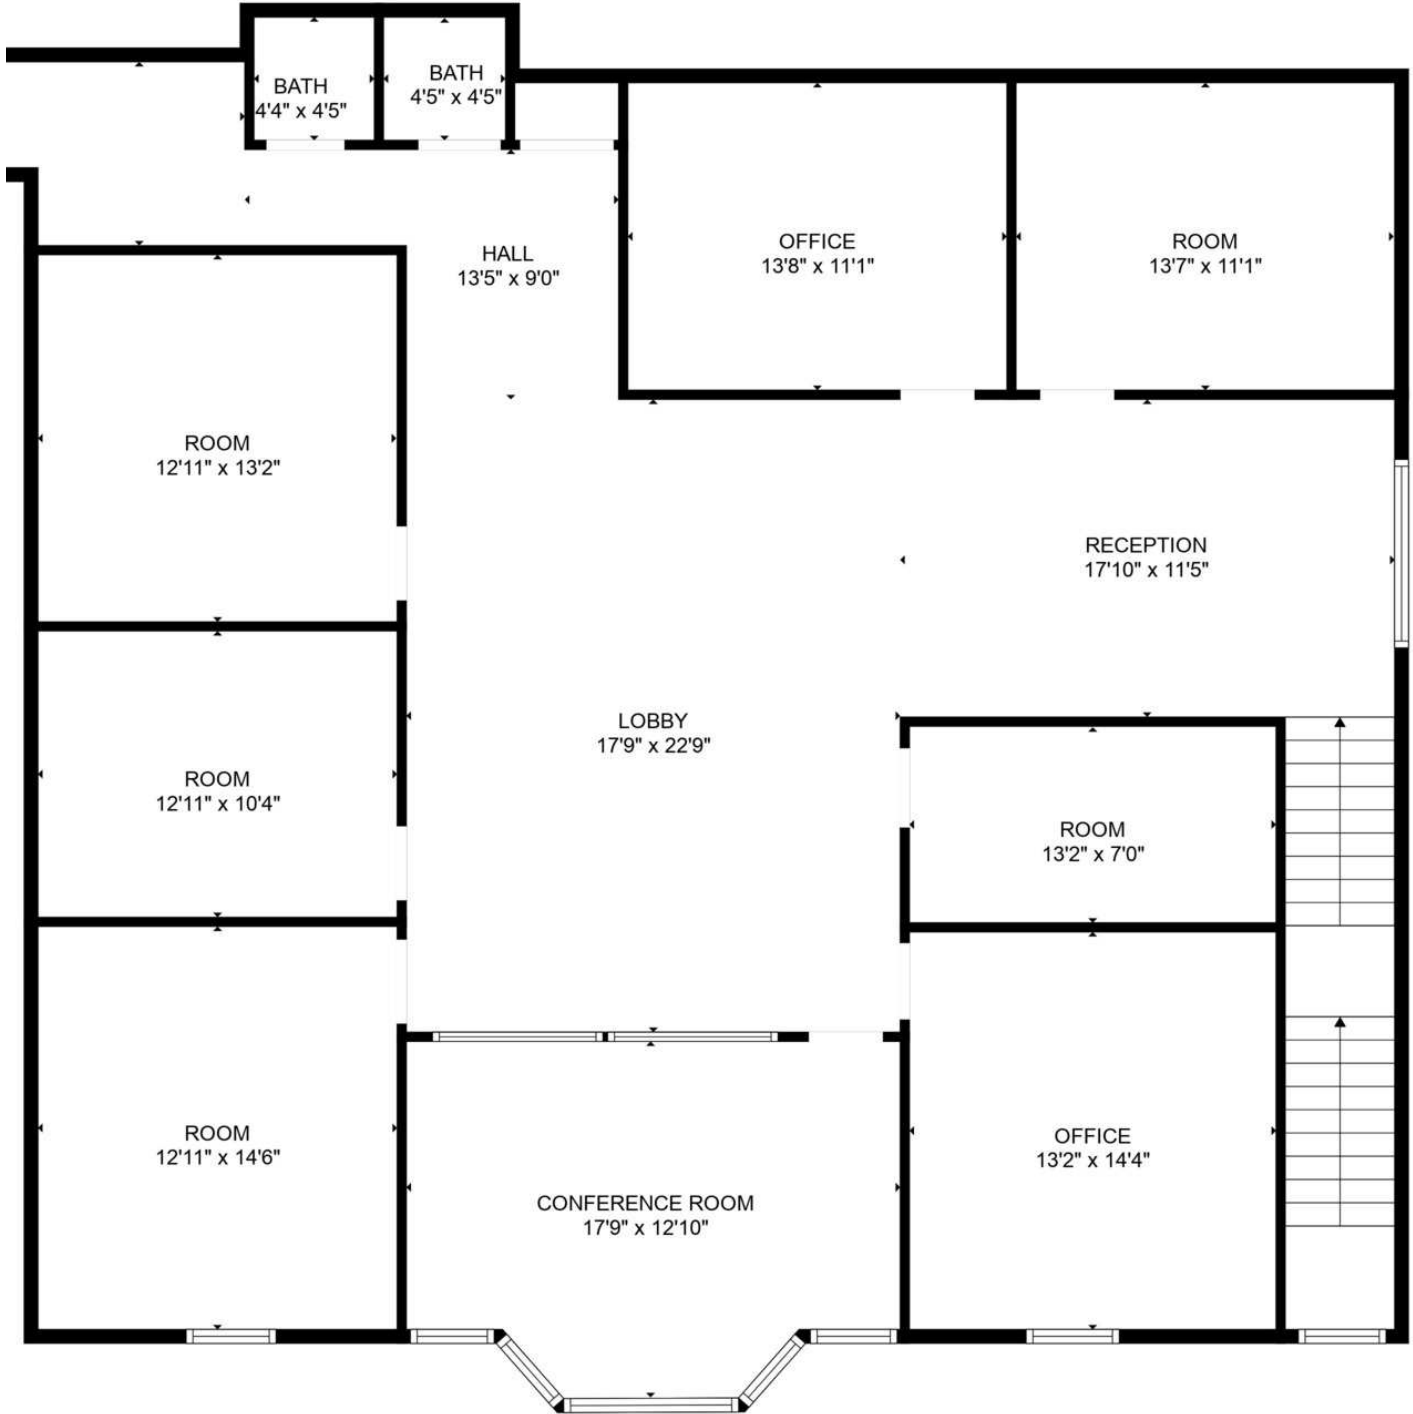 BATH
4'4" x 4'5"
BATH
4'5" x 4'5"
HALL
13'5" x 9'0"
OFFICE
13'8" x 11'1"
ROOM
13'7" x 11'1"
ROOM
12'11" x 13'2"
RECEPTION
17'10" x 11'5"
LOBBY
17'9" x 22'9"
ROOM
12'11" x 10'4"
ROOM
13'2" x 7'0"
ROOM
12'11" x 14'6"
OFFICE
13'2" x 14'4"
CONFERENCE ROOM
17'9" x 12'10"